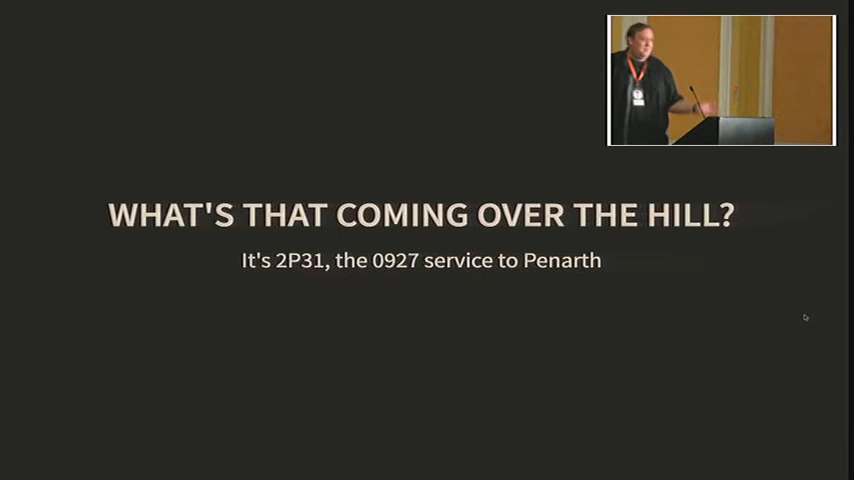 WHAT'S THAT COMING OVER THE HILL?
It's 2P31, the 0927 service to Penarth